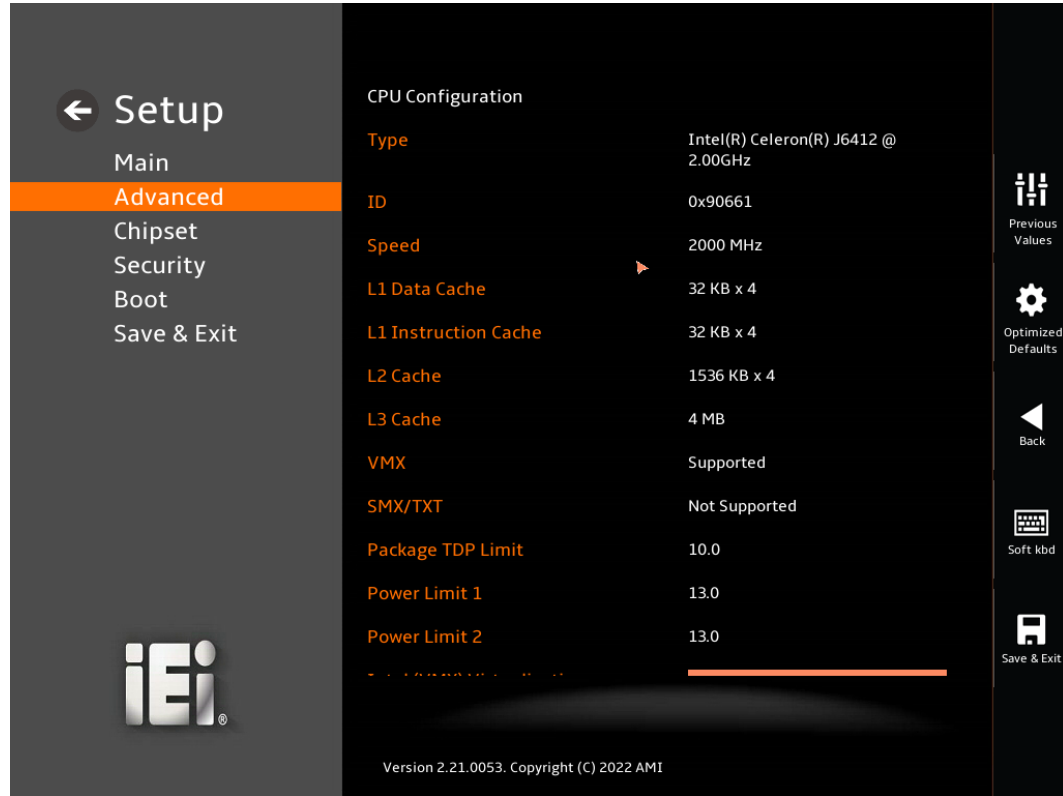 Setup
Main
Advanced
Chipset
Security
Boot
Save & Exit
CPU Configuration
Type Intel(R) Celeron(R) J6412 @
2.00GHz
ID 0x90661
Speed 2000 MHz
L1 Data Cache 32 KB x 4
L1 Instruction Cache 32 KB x 4
L2 Cache 1536 KB x 4
L3 Cache 4 MB
VMX Supported
SMX/TXT Not Supported
Package TDP Limit 10.0
Power Limit 1 13.0
Power Limit 2 13.0
Previous
Values
Optimized
Defaults
Back
Soft kbd
Save & Exit
iEi®
Version 2.21.0053. Copyright (C) 2022 AMI